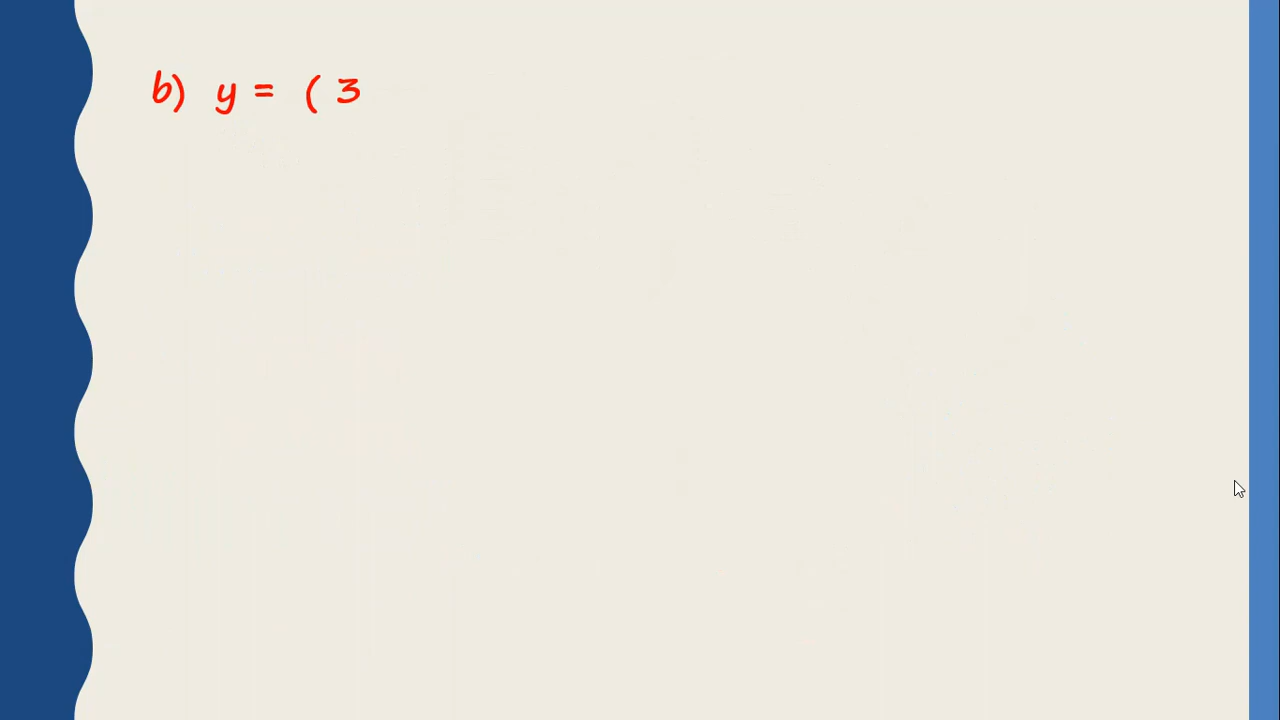 b) y = ( 3